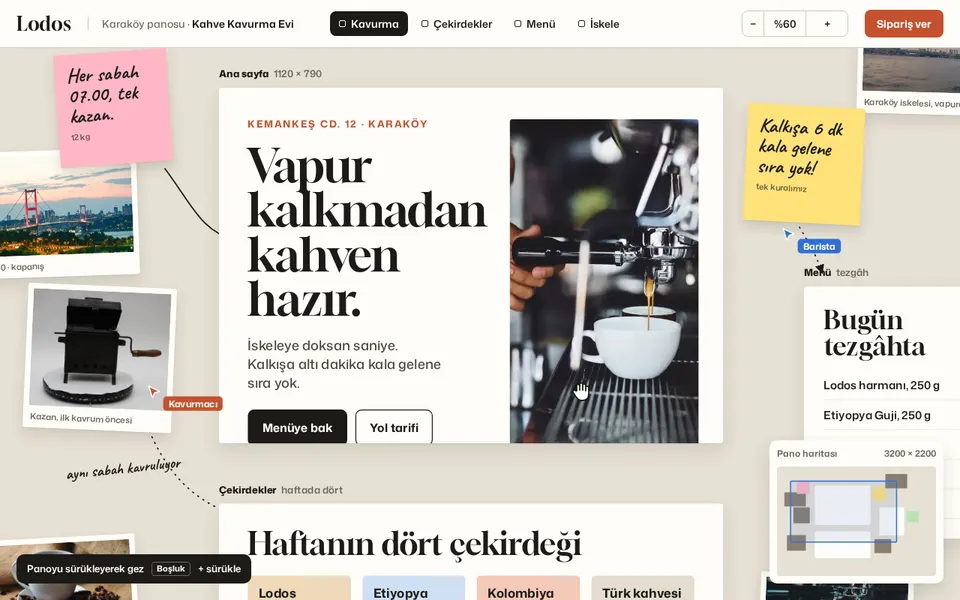 Lodos
Karaköy panosu · Kahve Kavurma Evi
Kavurma
Çekirdekler
Menü
İskele
−
%60
+
Sipariş ver
Her sabah
07.00, tek
kazan.
12 kg
Ana sayfa 1120 × 790
KEMANKEŞ CD. 12 · KARAKÖY
Vapur
kalkmadan
kahven
hazır.
İskeleye doksan saniye.
Kalkışa altı dakika kala gelene
sıra yok.
Menüye bak
Yol tarifi
Karaköy iskelesi, vapur
Kalkışa 6 dk
kala gelene
sıra yok!
tek kuralımız
Barista
Menü tezgâh
Bugün
tezgâhta
Lodos harmanı, 250 g
Etiyopya Guji, 250 g
0 · kapanış
Kazan, ilk kavrum öncesi
Kavurmacı
aynı sabah kavruluyor
Pano haritası 3200 × 2200
Çekirdekler haftada dört
Haftanın dört çekirdeği
Lodos
Etiyopya
Kolombiya
Türk kahvesi
Panoyu sürükleyerek gez Boşluk + sürükle